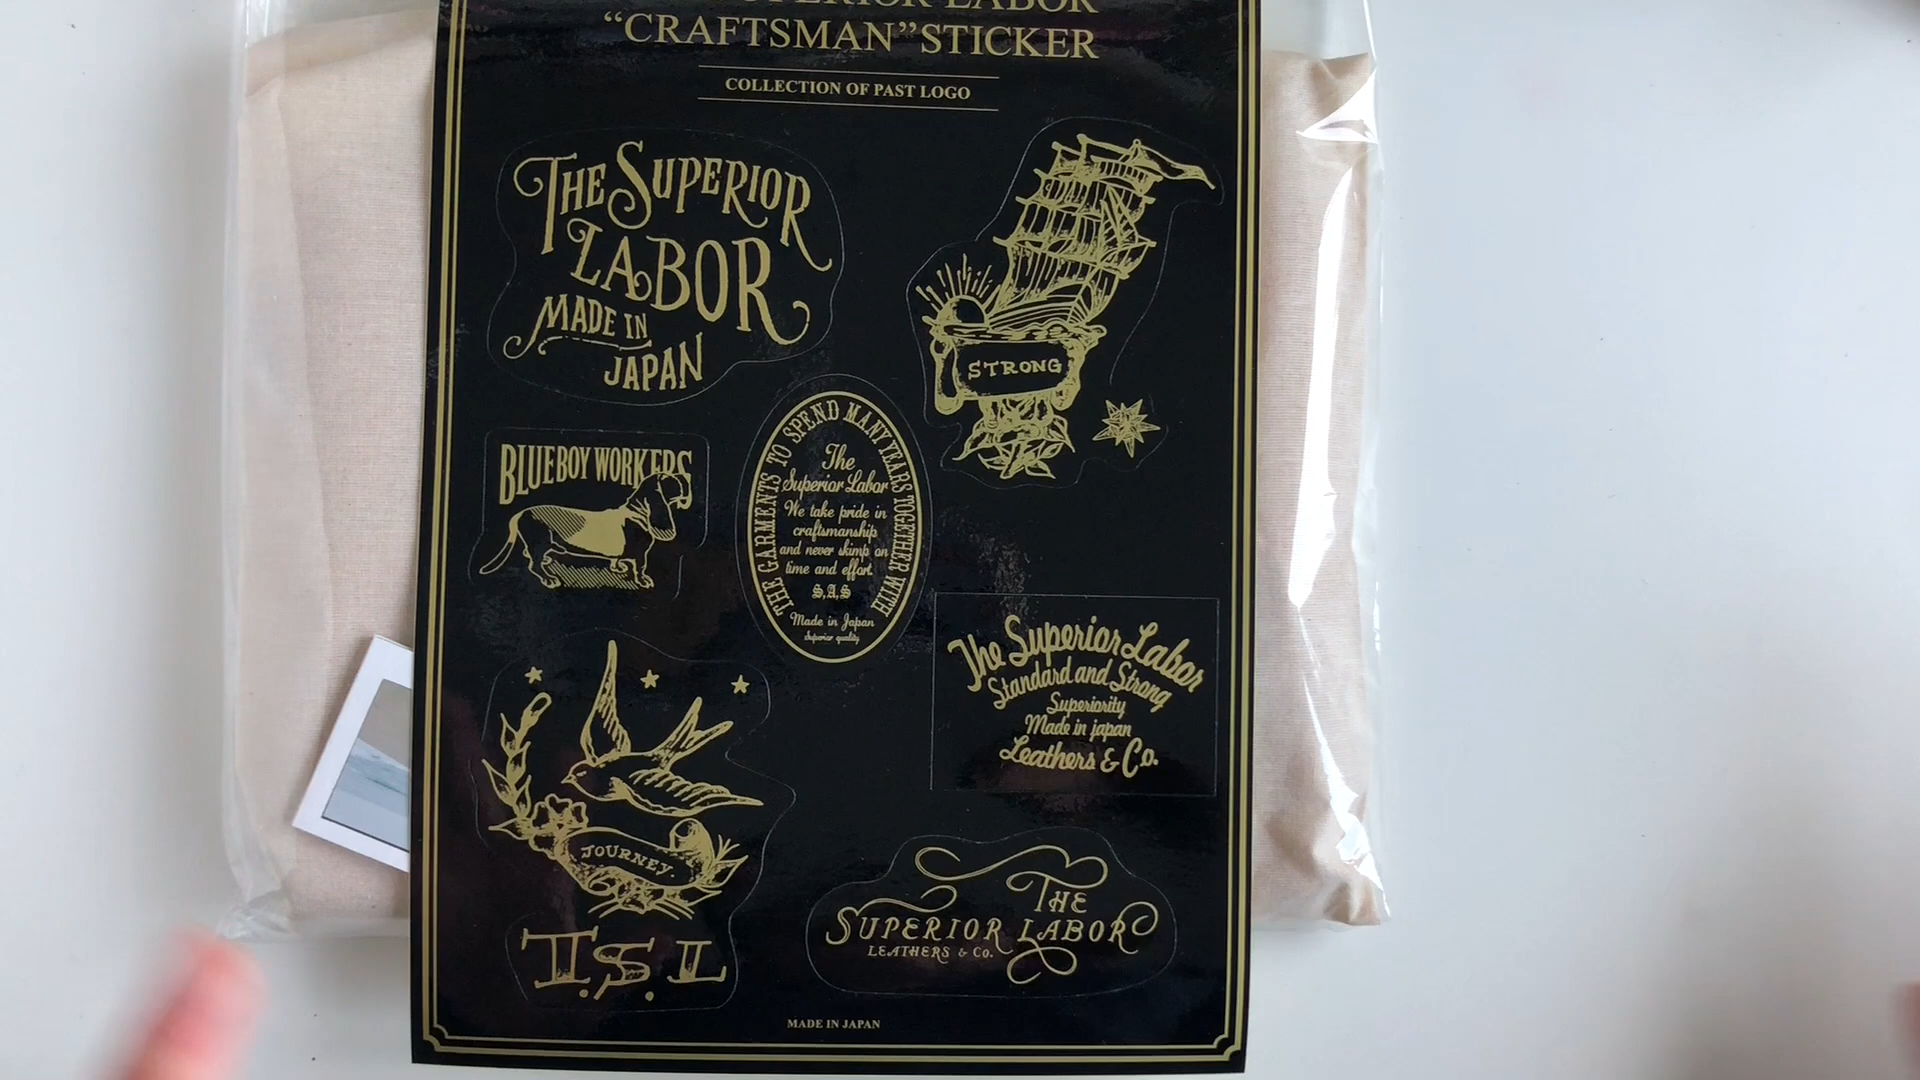 SUPERIOR LABOR
“CRAFTSMAN”STICKER
COLLECTION OF PAST LOGO
THE SUPERIOR
LABOR
MADE IN
JAPAN
STRONG
BLUEBOY WORKERS
THE GARMENTS TO SPEND MANY YEARS TOGETHER WITH
The
Superior Labor
We take pride in
craftsmanship
and never skimp on
time and effort.
S.A.S
Made in Japan
Superior quality
The Superior Labor
Standard and Strong
Superiority
Made in japan
Leathers & Co.
JOURNEY.
T.S.L
THE
SUPERIOR LABOR
LEATHERS & Co.
MADE IN JAPAN